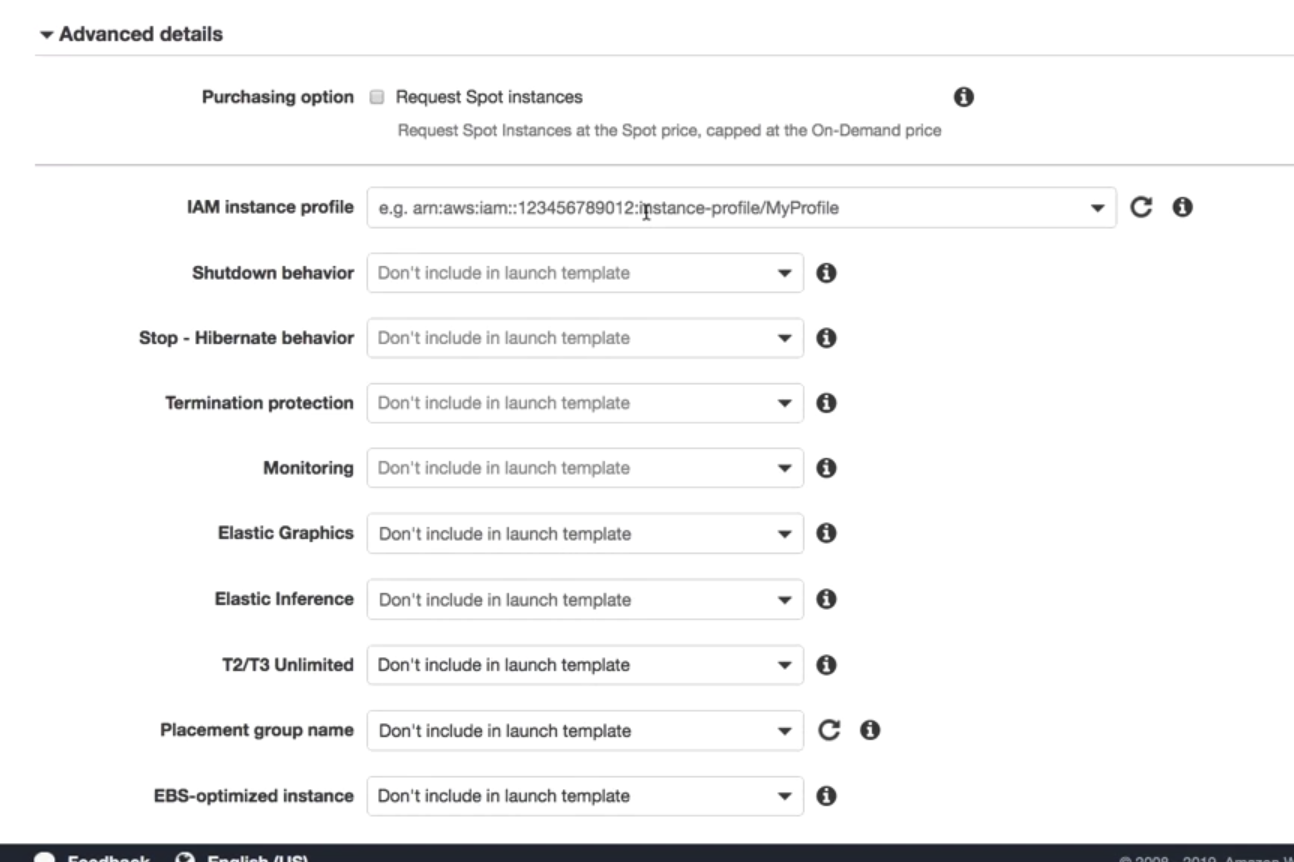 Advanced details
Purchasing option Request Spot instances
Request Spot Instances at the Spot price, capped at the On-Demand price
IAM instance profile e.g. arn:aws:iam::123456789012:instance-profile/MyProfile
Shutdown behavior Don't include in launch template
Stop - Hibernate behavior Don't include in launch template
Termination protection Don't include in launch template
Monitoring Don't include in launch template
Elastic Graphics Don't include in launch template
Elastic Inference Don't include in launch template
T2/T3 Unlimited Don't include in launch template
Placement group name Don't include in launch template
EBS-optimized instance Don't include in launch template
Feedback English (US) © 2008 - 2019, Amazon W